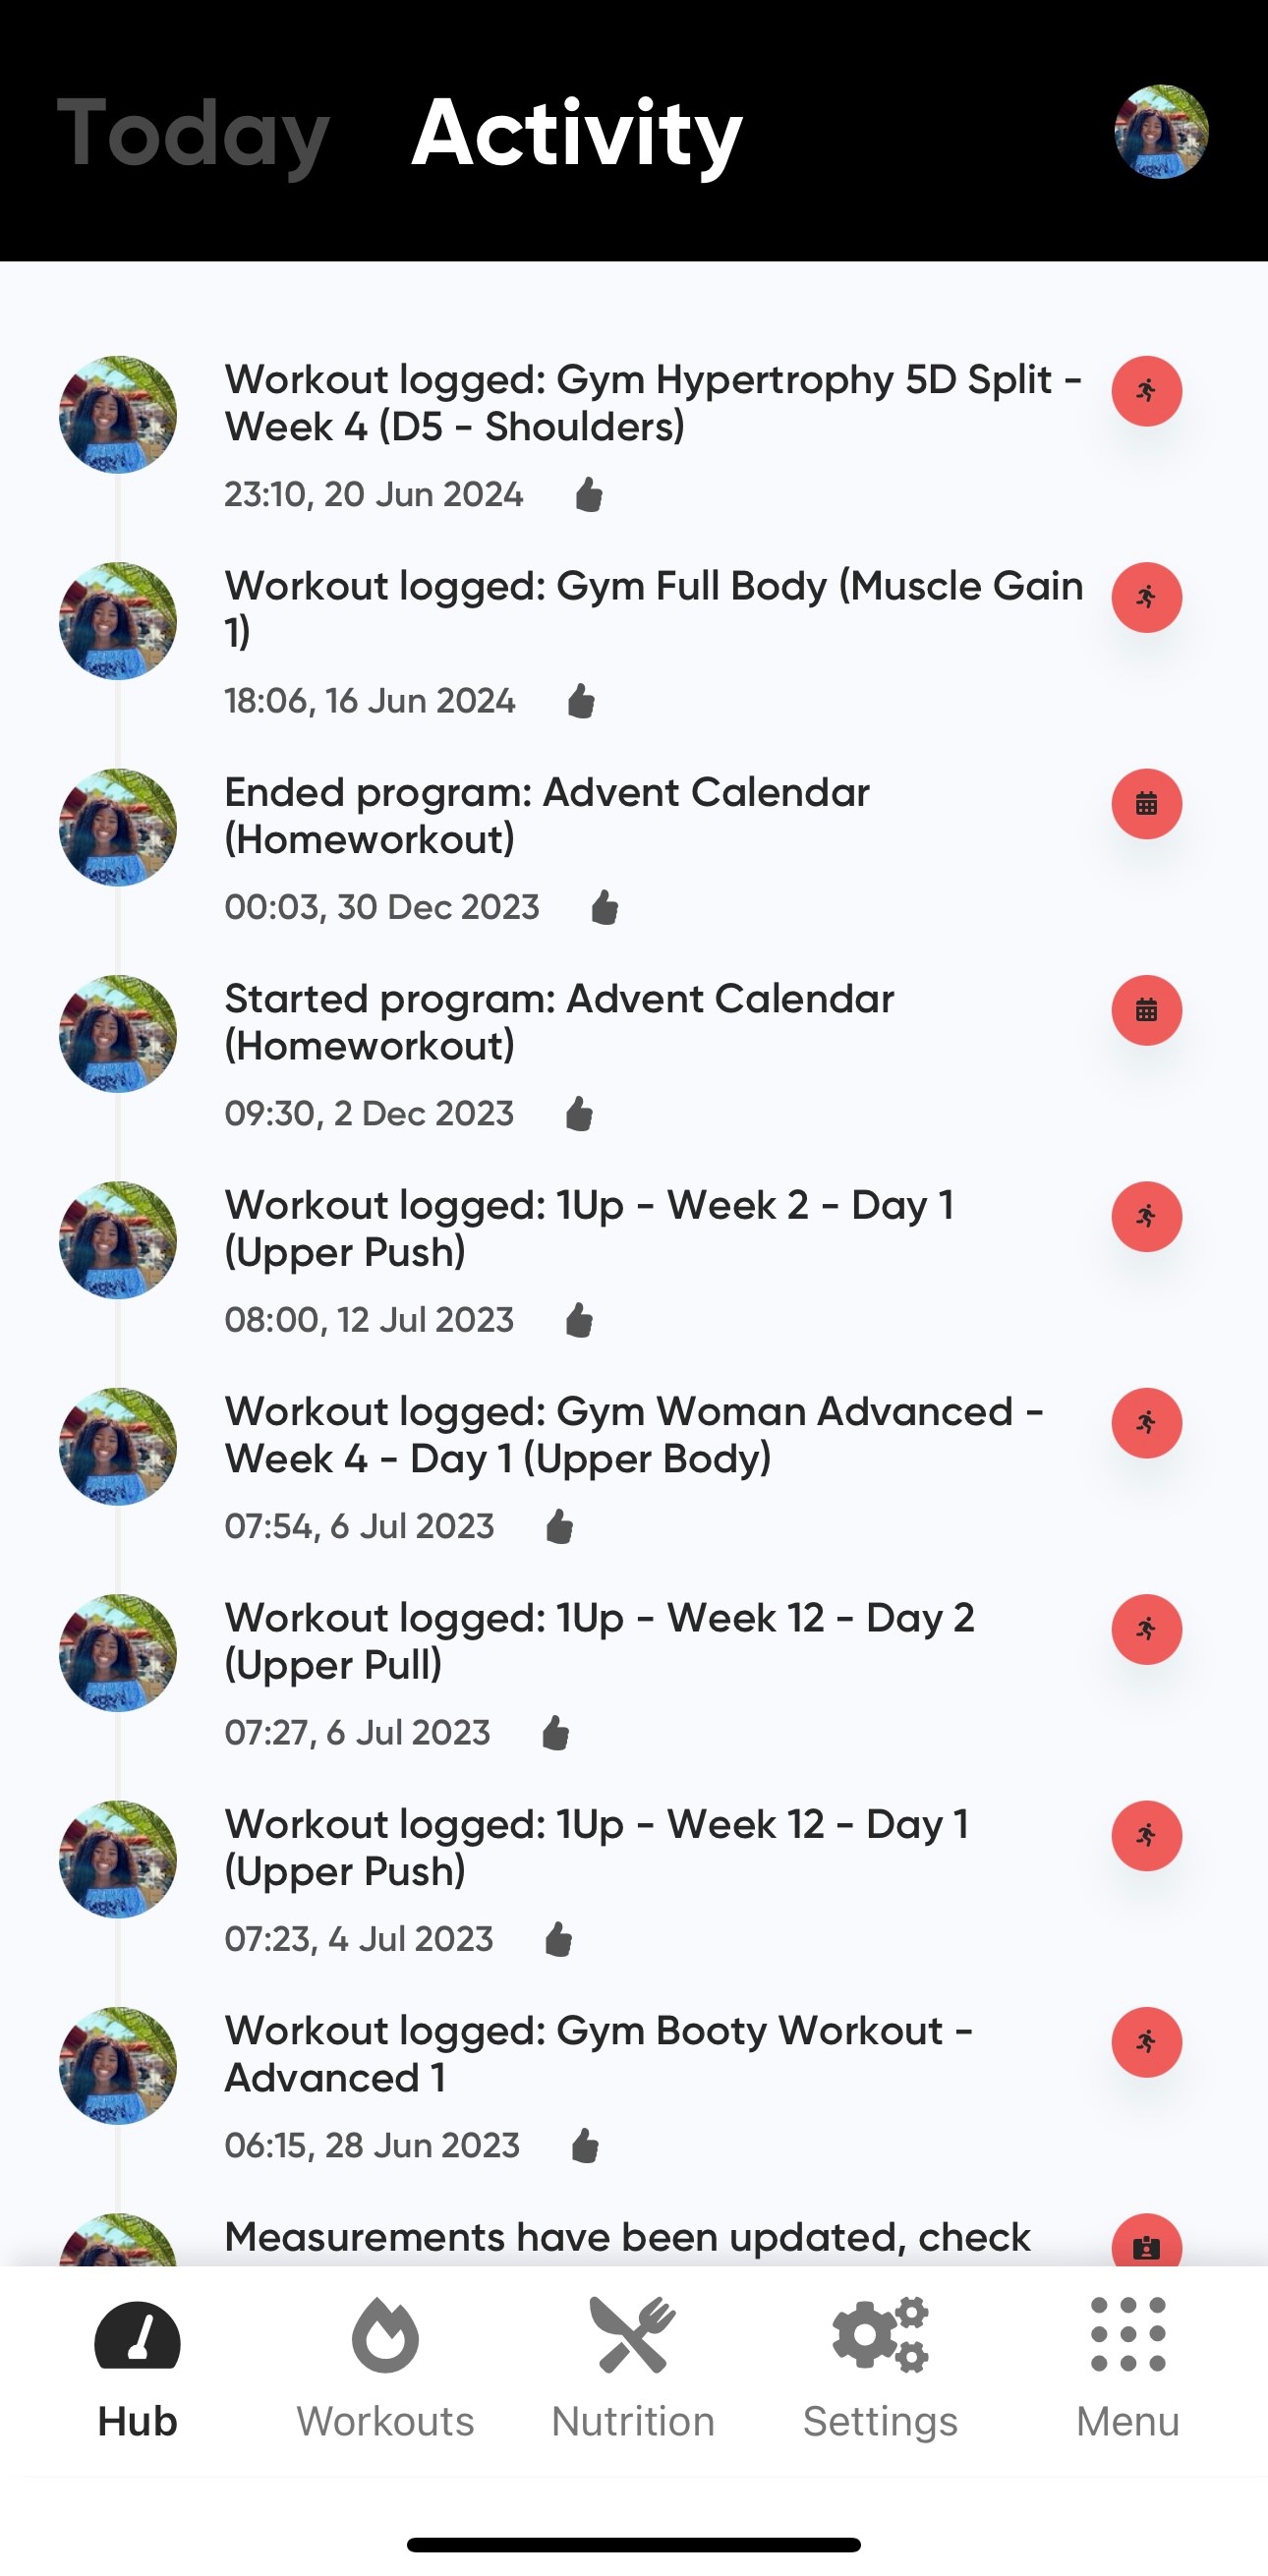 Today Activity
Workout logged: Gym Hypertrophy 5D Split -
Week 4 (D5 - Shoulders)
23:10, 20 Jun 2024
Workout logged: Gym Full Body (Muscle Gain
1)
18:06, 16 Jun 2024
Ended program: Advent Calendar
(Homeworkout)
00:03, 30 Dec 2023
Started program: Advent Calendar
(Homeworkout)
09:30, 2 Dec 2023
Workout logged: 1Up - Week 2 - Day 1
(Upper Push)
08:00, 12 Jul 2023
Workout logged: Gym Woman Advanced -
Week 4 - Day 1 (Upper Body)
07:54, 6 Jul 2023
Workout logged: 1Up - Week 12 - Day 2
(Upper Pull)
07:27, 6 Jul 2023
Workout logged: 1Up - Week 12 - Day 1
(Upper Push)
07:23, 4 Jul 2023
Workout logged: Gym Booty Workout -
Advanced 1
06:15, 28 Jun 2023
Measurements have been updated, check
Hub Workouts Nutrition Settings Menu